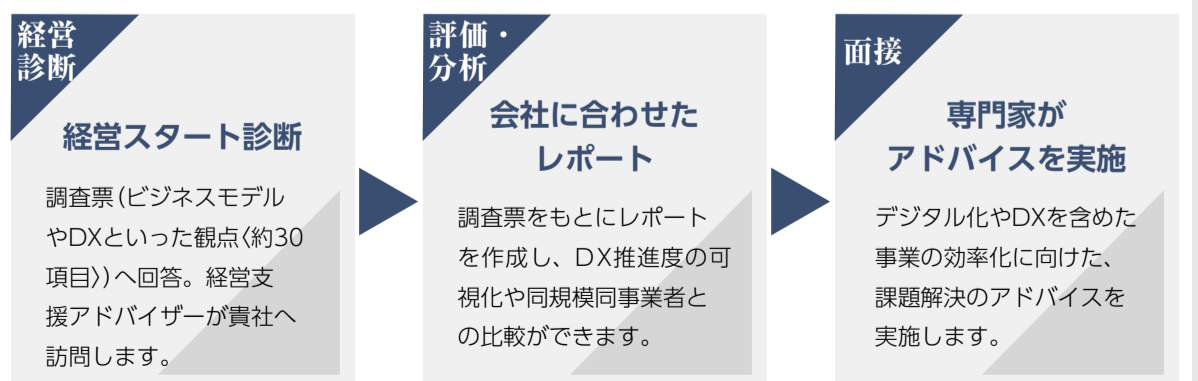 経営
診断
経営スタート診断
調査票(ビジネスモデル
やDXといった観点〈約30
項目〉)へ回答。経営支
援アドバイザーが貴社へ
訪問します。
評価・
分析
会社に合わせた
レポート
調査票をもとにレポート
を作成し、DX推進度の可
視化や同規模同事業者と
の比較ができます。
面接
専門家が
アドバイスを実施
デジタル化やDXを含めた
事業の効率化に向けた、
課題解決のアドバイスを
実施します。